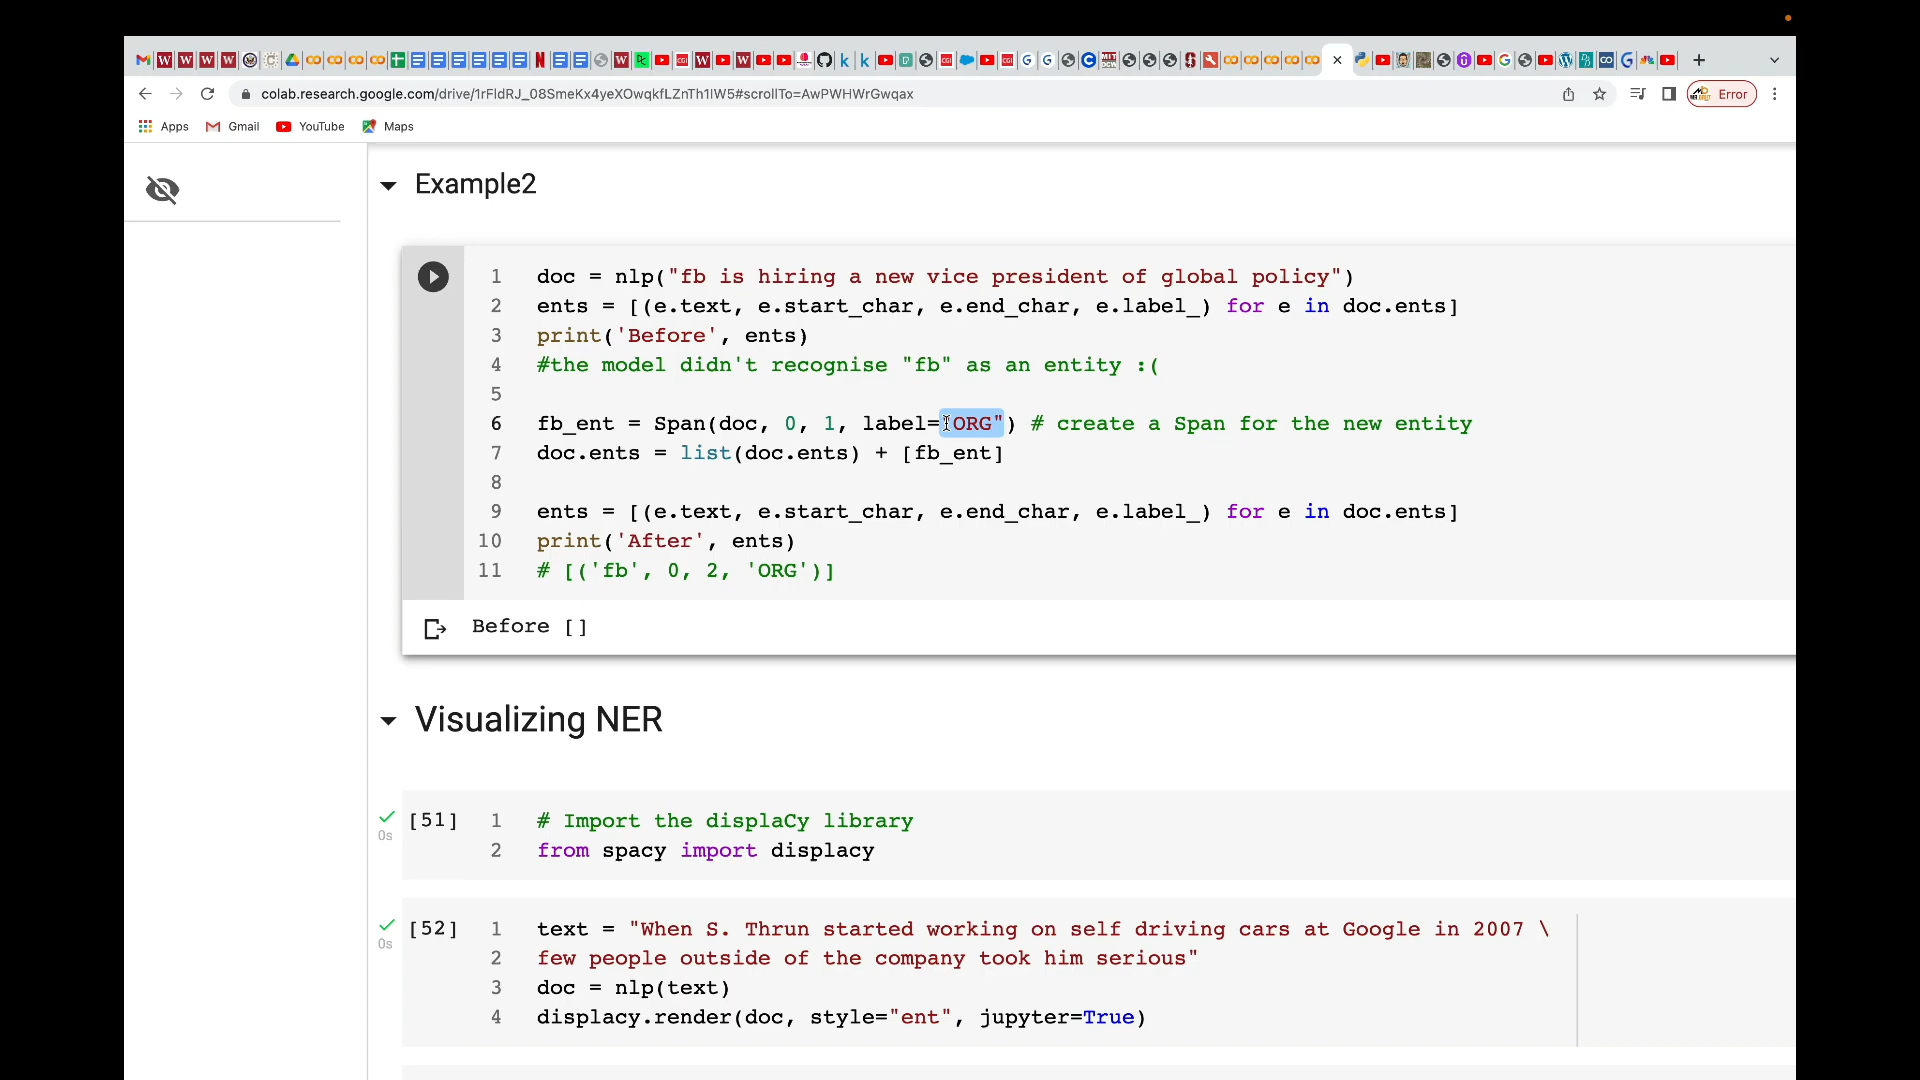 colab.research.google.com/drive/1rFldRJ_08SmeKx4yeXOwqkfLZnTh1lW5#scrollTo=AwPWHWrGwqax
Error
Apps
Gmail
YouTube
Maps
Example2
1 doc = nlp("fb is hiring a new vice president of global policy")
2 ents = [(e.text, e.start_char, e.end_char, e.label_) for e in doc.ents]
3 print('Before', ents)
4 #the model didn't recognise "fb" as an entity :(
5
6 fb_ent = Span(doc, 0, 1, label="ORG") # create a Span for the new entity
7 doc.ents = list(doc.ents) + [fb_ent]
8
9 ents = [(e.text, e.start_char, e.end_char, e.label_) for e in doc.ents]
10 print('After', ents)
11 # [('fb', 0, 2, 'ORG')]
Before []
Visualizing NER
[51] 1 # Import the displaCy library
0s 2 from spacy import displacy
[52] 1 text = "When S. Thrun started working on self driving cars at Google in 2007 \
0s 2 few people outside of the company took him serious"
3 doc = nlp(text)
4 displacy.render(doc, style="ent", jupyter=True)